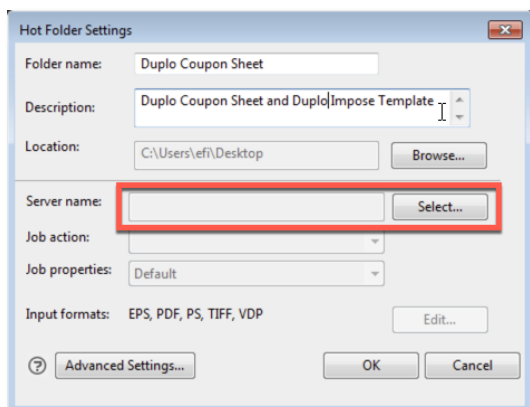 Hot Folder Settings
Folder name: Duplo Coupon Sheet
Description: Duplo Coupon Sheet and Duplo Impose Template
Location: C:\Users\efi\Desktop Browse...
Server name: Select...
Job action:
Job properties: Default
Input formats: EPS, PDF, PS, TIFF, VDP Edit...
? Advanced Settings... OK Cancel